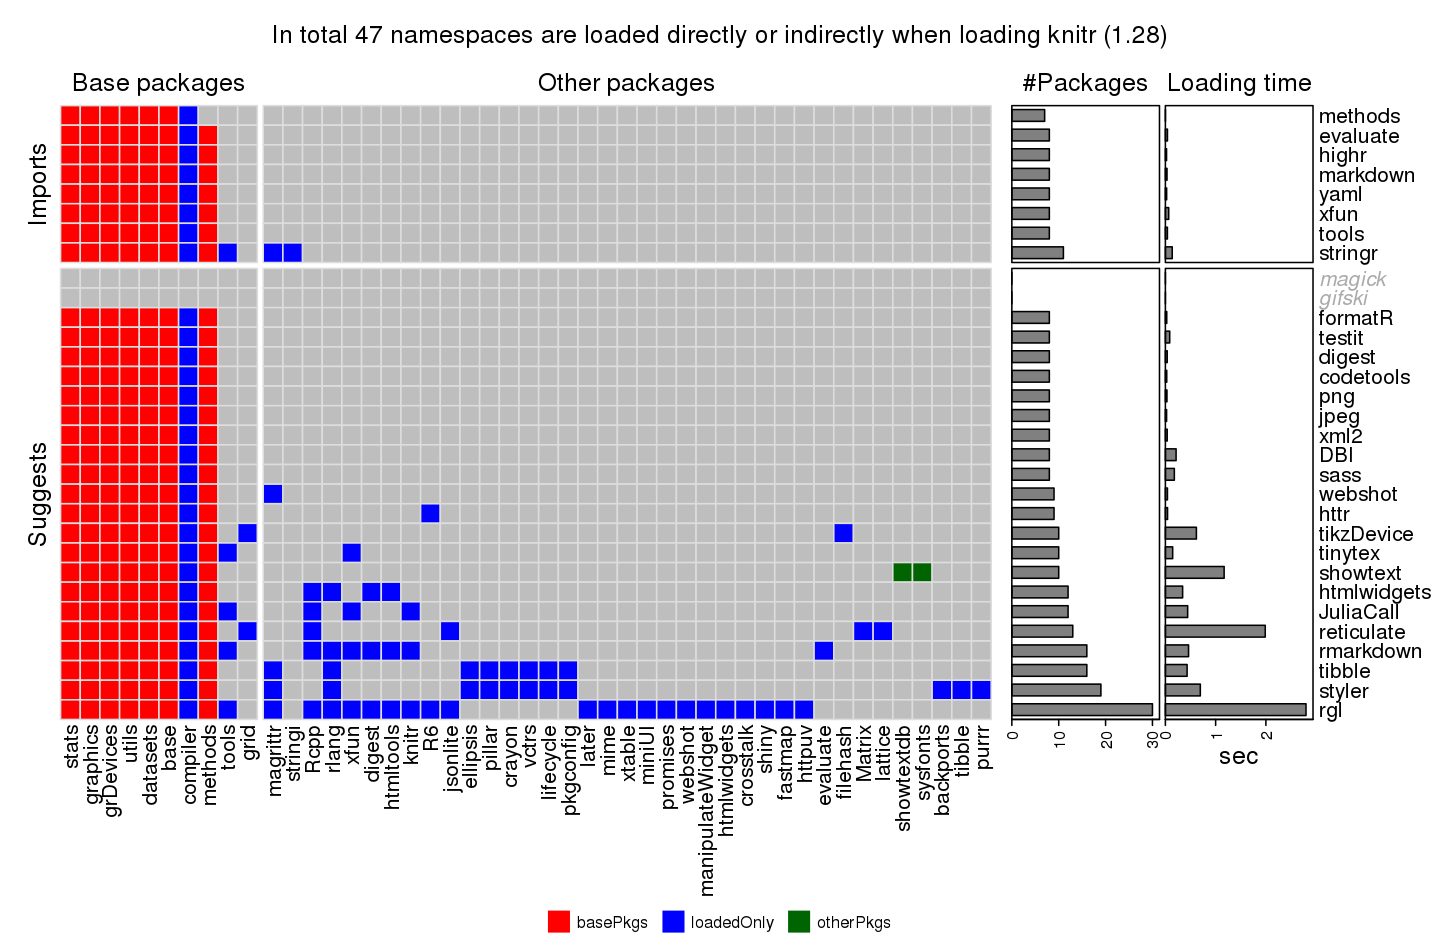 In total 47 namespaces are loaded directly or indirectly when loading knitr (1.28)
Base packages
Other packages
#Packages
Loading time
Imports
methods
evaluate
highr
markdown
yaml
xfun
tools
stringr
Suggests
magick
gifski
formatR
testit
digest
codetools
png
jpeg
xml2
DBI
sass
webshot
httr
tikzDevice
tinytex
showtext
htmlwidgets
JuliaCall
reticulate
rmarkdown
tibble
styler
rgl
stats
graphics
grDevices
utils
datasets
base
compiler
methods
tools
grid
magrittr
stringi
Rcpp
rlang
xfun
digest
htmltools
knitr
R6
jsonlite
ellipsis
pillar
crayon
vctrs
lifecycle
pkgconfig
later
mime
xtable
miniUI
promises
webshot
manipulateWidget
htmlwidgets
crosstalk
shiny
fastmap
httpuv
evaluate
filehash
Matrix
lattice
showtextdb
sysfonts
backports
tibble
purrr
0
10
20
30
0
1
2
sec
basePkgs
loadedOnly
otherPkgs